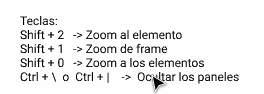 Teclas:
Shift + 2 -> Zoom al elemento
Shift + 1 -> Zoom de frame
Shift + 0 -> Zoom a los elementos
Ctrl + \ o Ctrl + | -> Ocultar los paneles